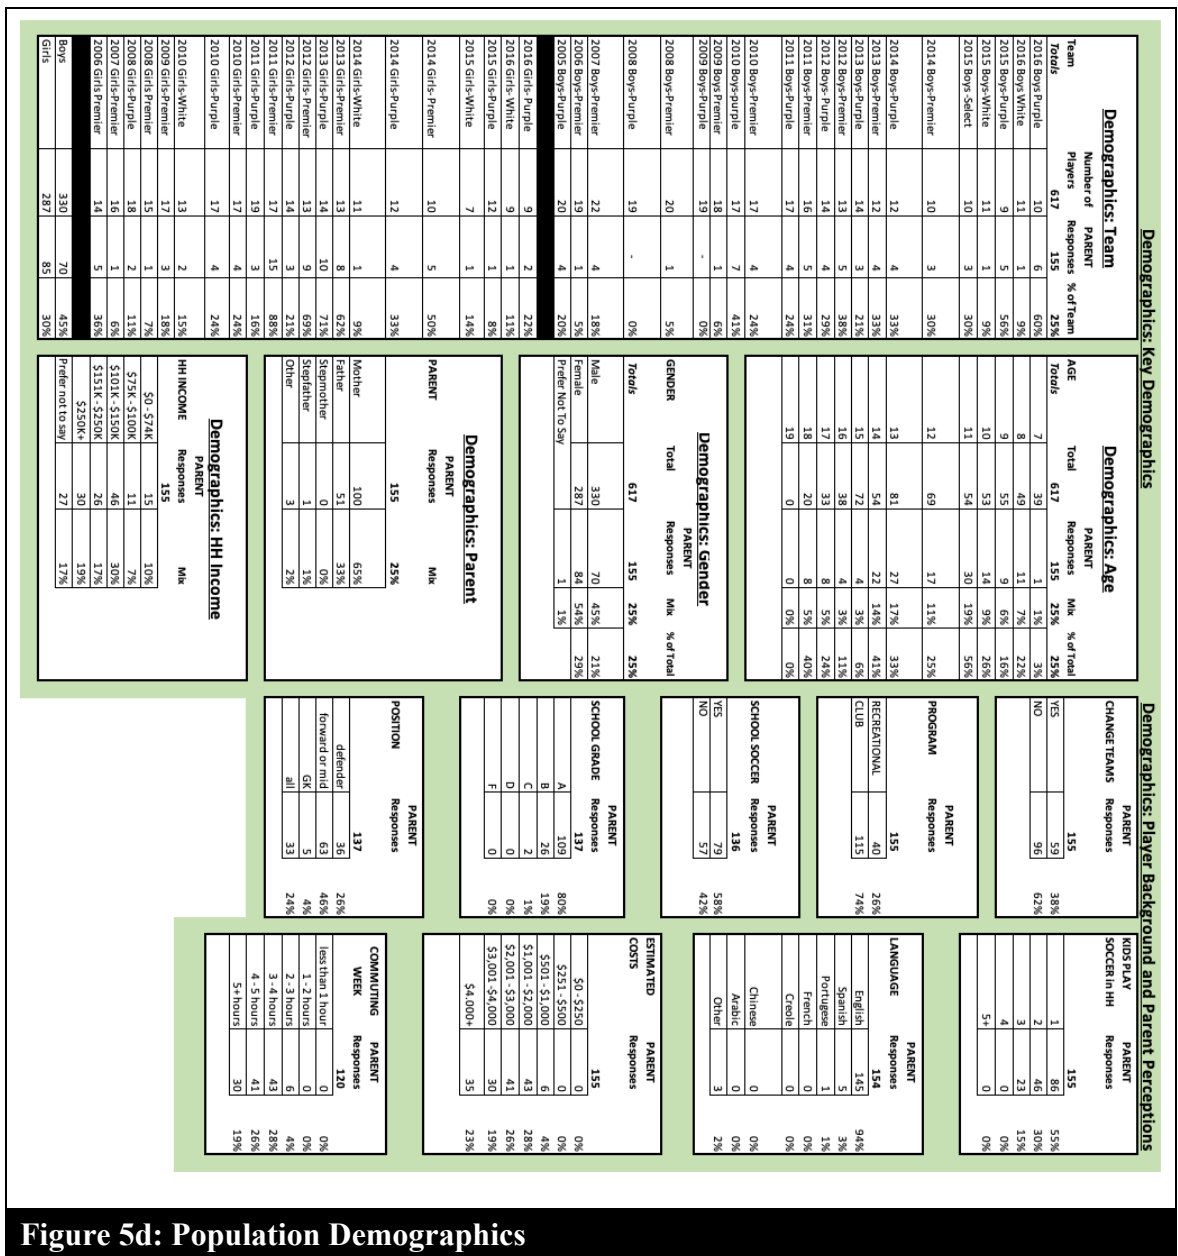 Demographics: Key Demographics
Demographics: Team
Number of PARENT
Team Players Responses % of Team
Totals 617 155 25%
2016 Boys Purple 10 6 60%
2016 Boys White 11 1 9%
2015 Boys-Purple 9 5 56%
2015 Boys-White 11 1 9%
2015 Boys-Select 10 3 30%
2014 Boys-Premier 10 3 30%
2014 Boys-Purple 12 4 33%
2013 Boys-Premier 12 4 33%
2013 Boys-Purple 14 3 21%
2012 Boys-Premier 13 5 38%
2012 Boys-Purple 14 4 29%
2011 Boys-Premier 16 5 31%
2011 Boys-Purple 17 4 24%
2010 Boys-Premier 17 4 24%
2010 Boys-purple 17 7 41%
2009 Boys Premier 18 1 6%
2009 Boys-Purple 19 - 0%
2008 Boys-Premier 20 1 5%
2008 Boys-Purple 19 - 0%
2007 Boys-Premier 22 4 18%
2006 Boys-Premier 19 1 5%
2005 Boys-Purple 20 4 20%
2016 Girls- Purple 9 2 22%
2016 Girls- White 9 1 11%
2015 Girls-Purple 12 1 8%
2015 Girls-White 7 1 14%
2014 Girls- Premier 10 5 50%
2014 Girls-Purple 12 4 33%
2014 Girls-White 11 1 9%
2013 Girls-Premier 13 8 62%
2013 Girls-Purple 14 10 71%
2012 Girls- Premier 13 9 69%
2012 Girls-Purple 14 3 21%
2011 Girls-Premier 17 15 88%
2011 Girls-Purple 19 3 16%
2010 Girls-Premier 17 4 24%
2010 Girls-Purple 17 4 24%
2010 Girls-White 13 2 15%
2009 Girls-Premier 17 3 18%
2008 Girls Premier 15 1 7%
2008 Girls-Purple 18 2 11%
2007 Girls-Premier 16 1 6%
2006 Girls Premier 14 5 36%
Boys 330 70 45%
Girls 287 85 30%
Demographics: Age
PARENT
AGE Total Responses Mix % of Total
Totals 617 155 25% 25%
7 39 1 1% 3%
8 49 11 7% 22%
9 55 9 6% 16%
10 53 14 9% 26%
11 54 30 19% 56%
12 69 17 11% 25%
13 81 27 17% 33%
14 54 22 14% 41%
15 72 4 3% 6%
16 38 4 3% 11%
17 33 8 5% 24%
18 20 8 5% 40%
19 0 0 0% 0%
Demographics: Gender
PARENT
GENDER Total Responses Mix % of Total
Totals 617 155 25% 25%
Male 330 70 45% 21%
Female 287 84 54% 29%
Prefer Not To Say 1 1%
Demographics: Parent
PARENT
PARENT Responses Mix
155 25%
Mother 100 65%
Father 51 33%
Stepmother 0 0%
Stepfather 1 1%
Other 3 2%
Demographics: HH Income
PARENT
HH INCOME Responses Mix
155
$0 - $74K 15 10%
$75K - $100K 11 7%
$101K - $150K 46 30%
$151K - $250K 26 17%
$250K+ 30 19%
Prefer not to say 27 17%
Demographics: Player Background and Parent Perceptions
PARENT
CHANGE TEAMS Responses
155
YES 59 38%
NO 96 62%
PARENT
PROGRAM Responses
155
RECREATIONAL 40 26%
CLUB 115 74%
PARENT
SCHOOL SOCCER Responses
136
YES 79 58%
NO 57 42%
PARENT
SCHOOL GRADE Responses
137
A 109 80%
B 26 19%
C 2 1%
D 0 0%
F 0 0%
PARENT
POSITION Responses
137
defender 36 26%
forward or mid 63 46%
GK 5 4%
all 33 24%
KIDS PLAY PARENT
SOCCER in HH Responses
155
1 86 55%
2 46 30%
3 23 15%
4 0 0%
5+ 0 0%
PARENT
LANGUAGE Responses
154
English 145 94%
Spanish 5 3%
Portugese 1 1%
French 0 0%
Creole 0 0%
Chinese 0 0%
Arabic 0 0%
Other 3 2%
ESTIMATED PARENT
COSTS Responses
155
$0 - $250 0 0%
$251 - $500 0 0%
$501 - $1,000 6 4%
$1,001 - $2,000 43 28%
$2,001 - $3,000 41 26%
$3,001 -$4,000 30 19%
$4.000+ 35 23%
COMMUTING PARENT
WEEK Responses
120
less than 1 hour 0 0%
1 - 2 hours 0 0%
2 - 3 hours 6 4%
3 - 4 hours 43 28%
4 - 5 hours 41 26%
5+ hours 30 19%
Figure 5d: Population Demographics